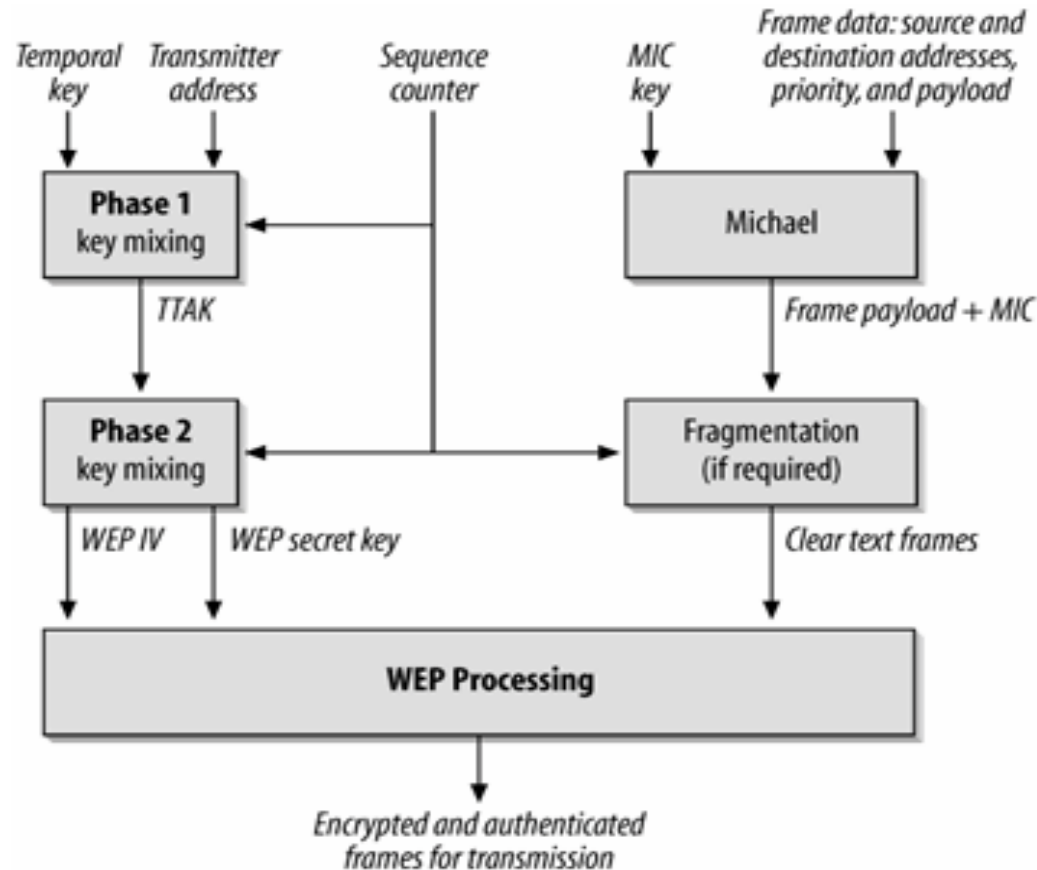 Temporal
key
Transmitter
address
Sequence
counter
MIC
key
Frame data: source and
destination addresses,
priority, and payload
Phase 1
key mixing
Michael
TTAK
Frame payload + MIC
Phase 2
key mixing
Fragmentation
(if required)
WEP IV
WEP secret key
Clear text frames
WEP Processing
Encrypted and authenticated
frames for transmission